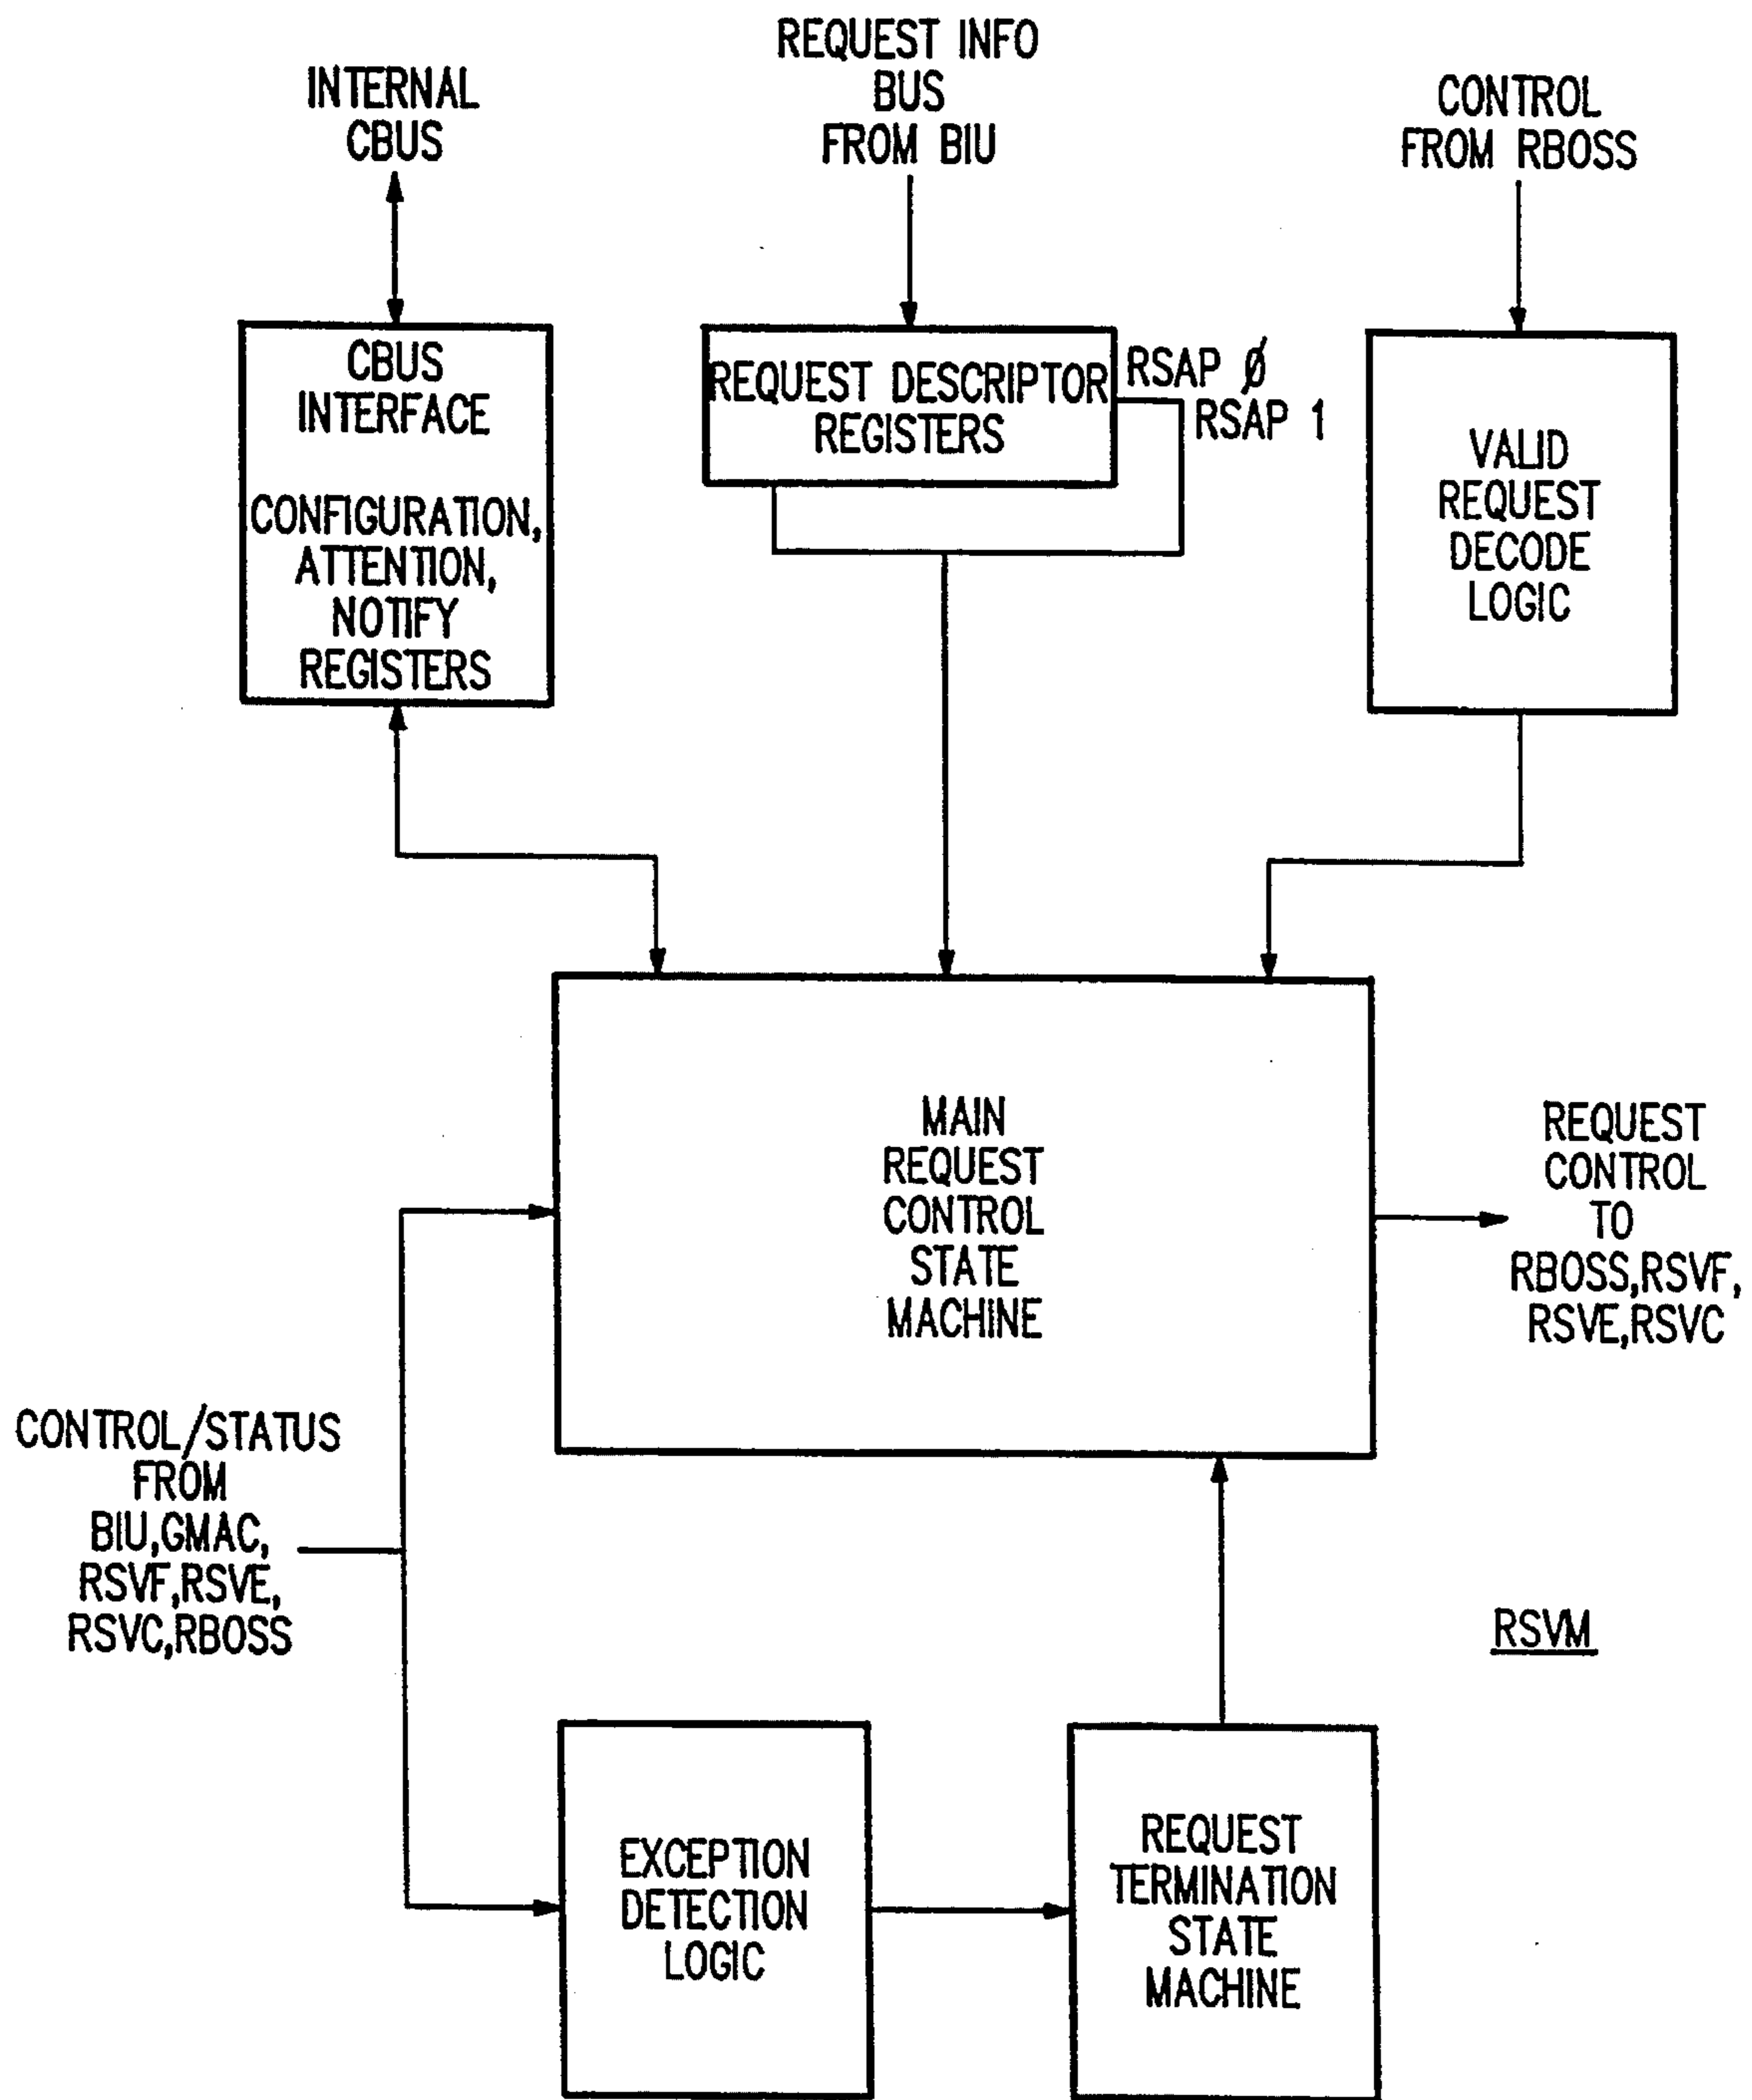 INTERNAL
CBUS
REQUEST INFO
BUS
FROM BIU
CONTROL
FROM RBOSS
CBUS
INTERFACE
CONFIGURATION,
ATTENTION,
NOTIFY
REGISTERS
REQUEST DESCRIPTOR
REGISTERS
RSAP Ø
RSAP 1
VALID
REQUEST
DECODE
LOGIC
MAIN
REQUEST
CONTROL
STATE
MACHINE
REQUEST
CONTROL
TO
RBOSS,RSVF,
RSVE,RSVC
CONTROL/STATUS
FROM
BIU,GMAC,
RSVF,RSVE,
RSVC,RBOSS
RSVM
EXCEPTION
DETECTION
LOGIC
REQUEST
TERMINATION
STATE
MACHINE